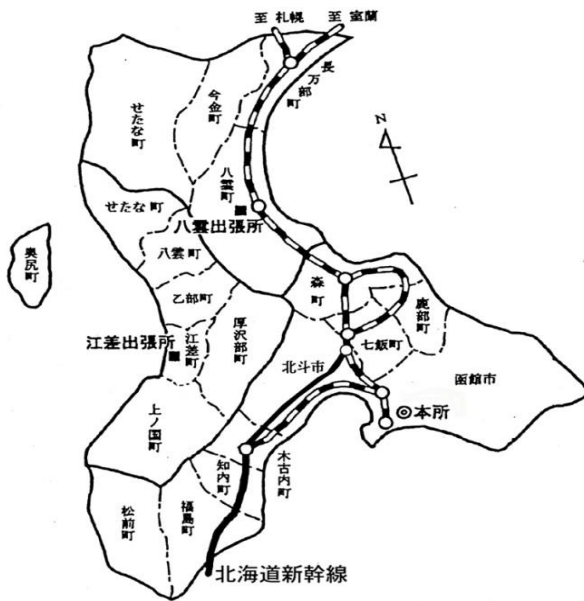 至 札幌
至 室蘭
長万部町
今金町
せたな町
N
八雲町
せたな町
八雲出張所
八雲町
奥尻町
森町
鹿部町
乙部町
厚沢部町
江差出張所
江差町
七飯町
北斗市
函館市
本所
上ノ国町
木古内町
知内町
松前町
福島町
北海道新幹線